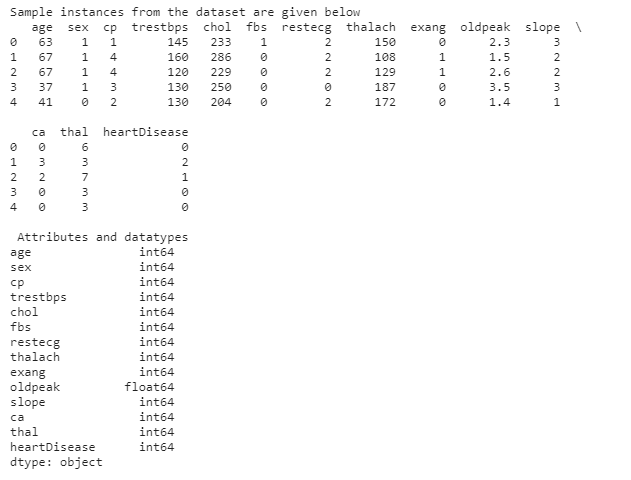 Sample instances from the dataset are given below
age sex cp trestbps chol fbs restecg thalach exang oldpeak slope \
0 63 1 1 145 233 1 2 150 0 2.3 3
1 67 1 4 160 286 0 2 108 1 1.5 2
2 67 1 4 120 229 0 2 129 1 2.6 2
3 37 1 3 130 250 0 0 187 0 3.5 3
4 41 0 2 130 204 0 2 172 0 1.4 1
ca thal heartDisease
0 0 6 0
1 3 3 2
2 2 7 1
3 0 3 0
4 0 3 0
Attributes and datatypes
age int64
sex int64
cp int64
trestbps int64
chol int64
fbs int64
restecg int64
thalach int64
exang int64
oldpeak float64
slope int64
ca int64
thal int64
heartDisease int64
dtype: object